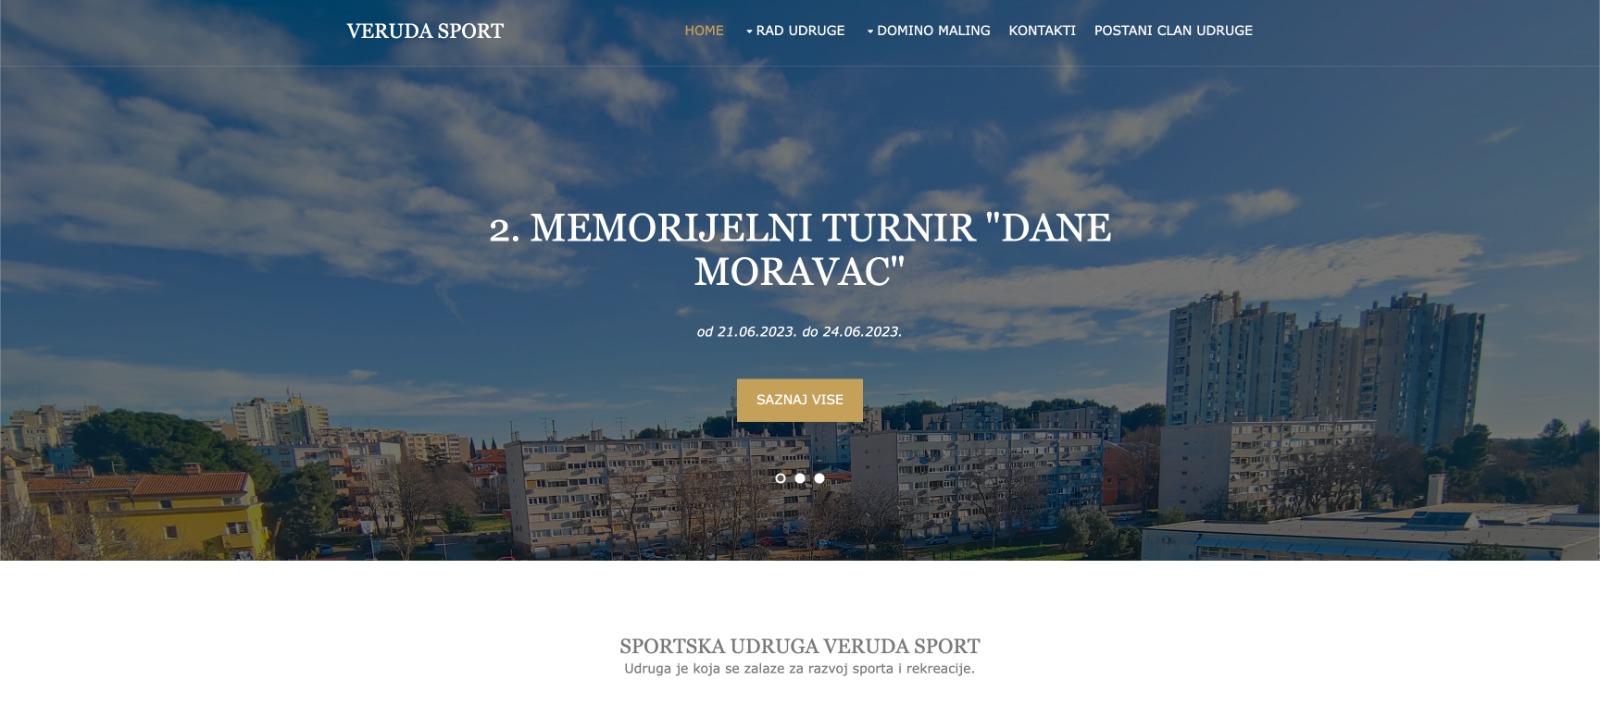 VERUDA SPORT
HOME RAD UDRUGE DOMINO MALING KONTAKTI POSTANI CLAN UDRUGE
2. MEMORIJELNI TURNIR "DANE
MORAVAC"
od 21.06.2023. do 24.06.2023.
SAZNAJ VISE
SPORTSKA UDRUGA VERUDA SPORT
Udruga je koja se zalaze za razvoj sporta i rekreacije.